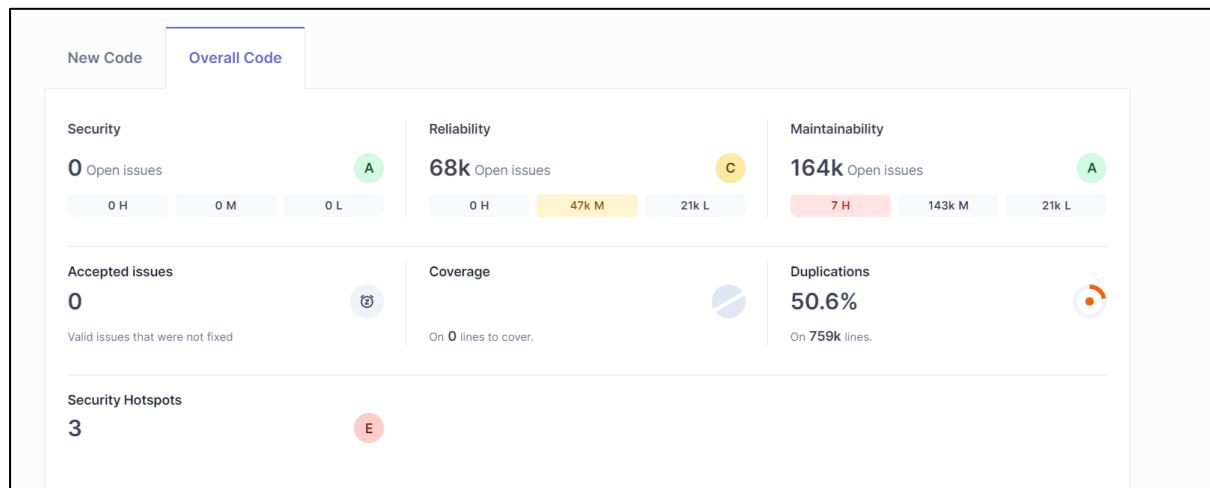 New Code Overall Code
Security Reliability Maintainability
0 Open issues A 68k Open issues C 164k Open issues A
0 H 0 M 0 L 0 H 47k M 21k L 7 H 143k M 21k L
Accepted issues Coverage Duplications
0 50.6%
Valid issues that were not fixed On 0 lines to cover. On 759k lines.
Security Hotspots
3 E